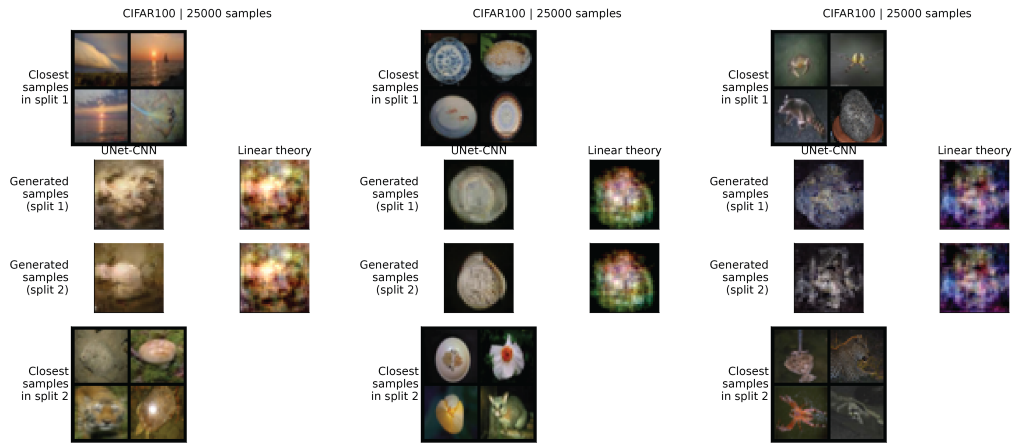 CIFAR100 | 25000 samples
Closest
samples
in split 1
UNet-CNN
Linear theory
Generated
samples
(split 1)
Generated
samples
(split 2)
Closest
samples
in split 2
CIFAR100 | 25000 samples
Closest
samples
in split 1
UNet-CNN
Linear theory
Generated
samples
(split 1)
Generated
samples
(split 2)
Closest
samples
in split 2
CIFAR100 | 25000 samples
Closest
samples
in split 1
UNet-CNN
Linear theory
Generated
samples
(split 1)
Generated
samples
(split 2)
Closest
samples
in split 2